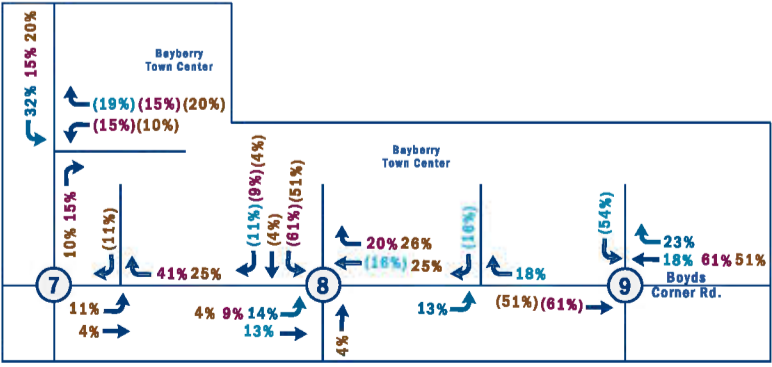 32% 15% 20%
Bayberry
Town Center
(19%) (15%) (20%)
(15%) (10%)
10% 15%
(11%)
(11%) (9%) (4%)
(4%)
(61%) (51%)
Bayberry
Town Center
(16%)
(54%)
20% 26%
(16%) 25%
23%
18% 61% 51%
7
41% 25%
8
18%
9
Boyds
Corner Rd.
11%
4%
4% 9% 14%
13%
4%
13%
(51%) (61%)